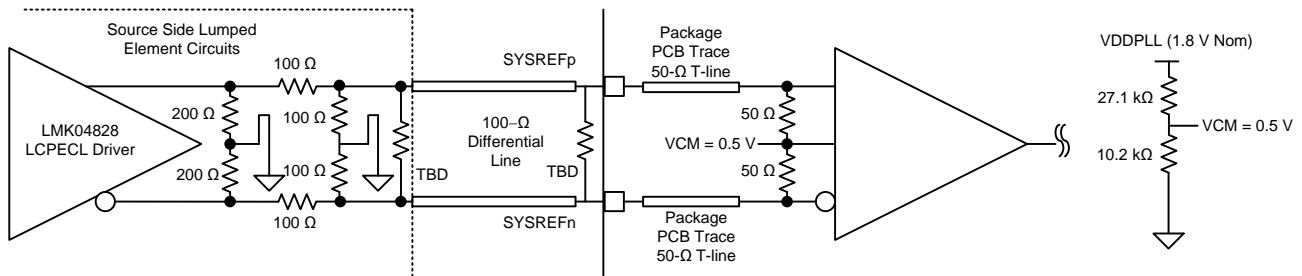 Source Side Lumped
Element Circuits
100 Ω
200 Ω
200 Ω
100 Ω
100 Ω
100 Ω
LMK04828
LCPECL Driver
TBD
SYSREFp
100–Ω
Differential
Line
TBD
SYSREFn
Package
PCB Trace
50-Ω T-line
50 Ω
VCM = 0.5 V
50 Ω
Package
PCB Trace
50-Ω T-line
VDDPLL (1.8 V Nom)
27.1 kΩ
VCM = 0.5 V
10.2 kΩ